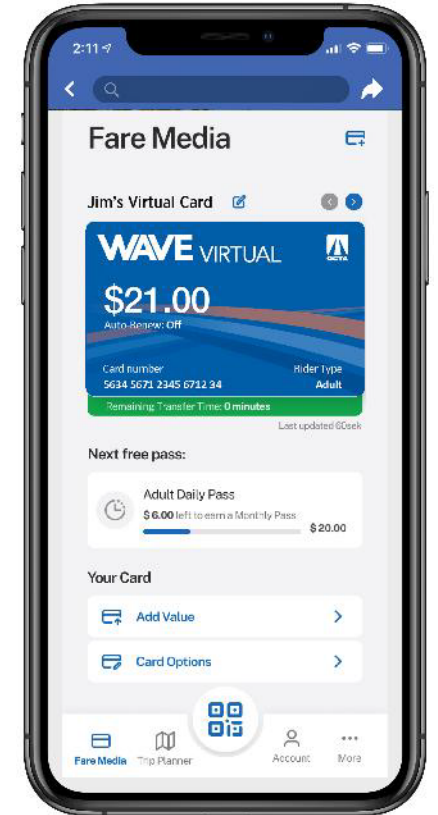 2:11
Fare Media
Jim's Virtual Card
WAVE VIRTUAL
OCTA
$21.00
Auto-Renew: Off
Card number
Rider Type
5634 5671 2345 6712 34
Adult
Remaining Transfer Time: 0 minutes
Last updated 60sek
Next free pass:
Adult Daily Pass
$ 6.00 left to earn a Monthly Pass
$ 20.00
Your Card
Add Value
Card Options
Fare Media
Trip Planner
Account
More